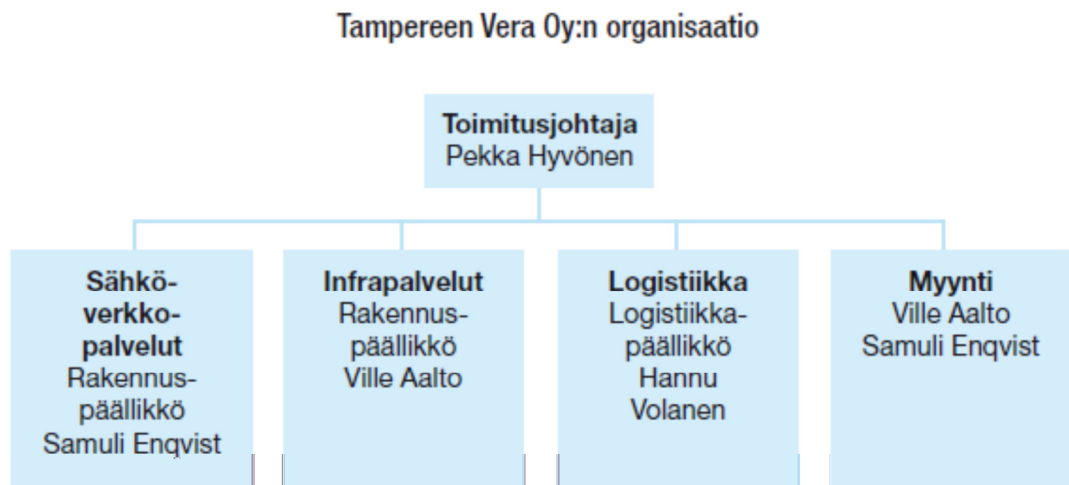 Tampereen Vera Oy:n organisaatio
Toimitusjohtaja
Pekka Hyvönen
Sähkö-
verkko-
palvelut
Rakennus-
päällikkö
Samuli Enqvist
Infrapalvelut
Rakennus-
päällikkö
Ville Aalto
Logistiikka
Logistiikka-
päällikkö
Hannu
Volanen
Myynti
Ville Aalto
Samuli Enqvist